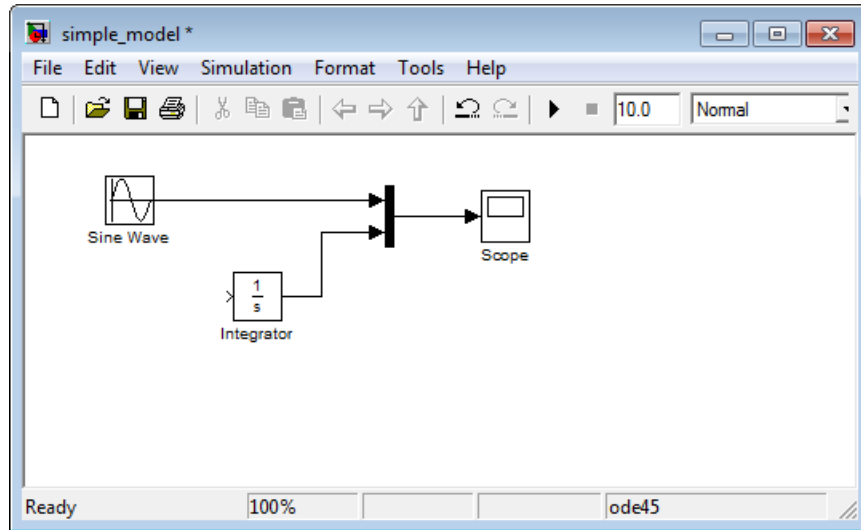 simple_model *
File Edit View Simulation Format Tools Help
10.0 Normal
Sine Wave
Scope
1
s
Integrator
Ready 100% ode45